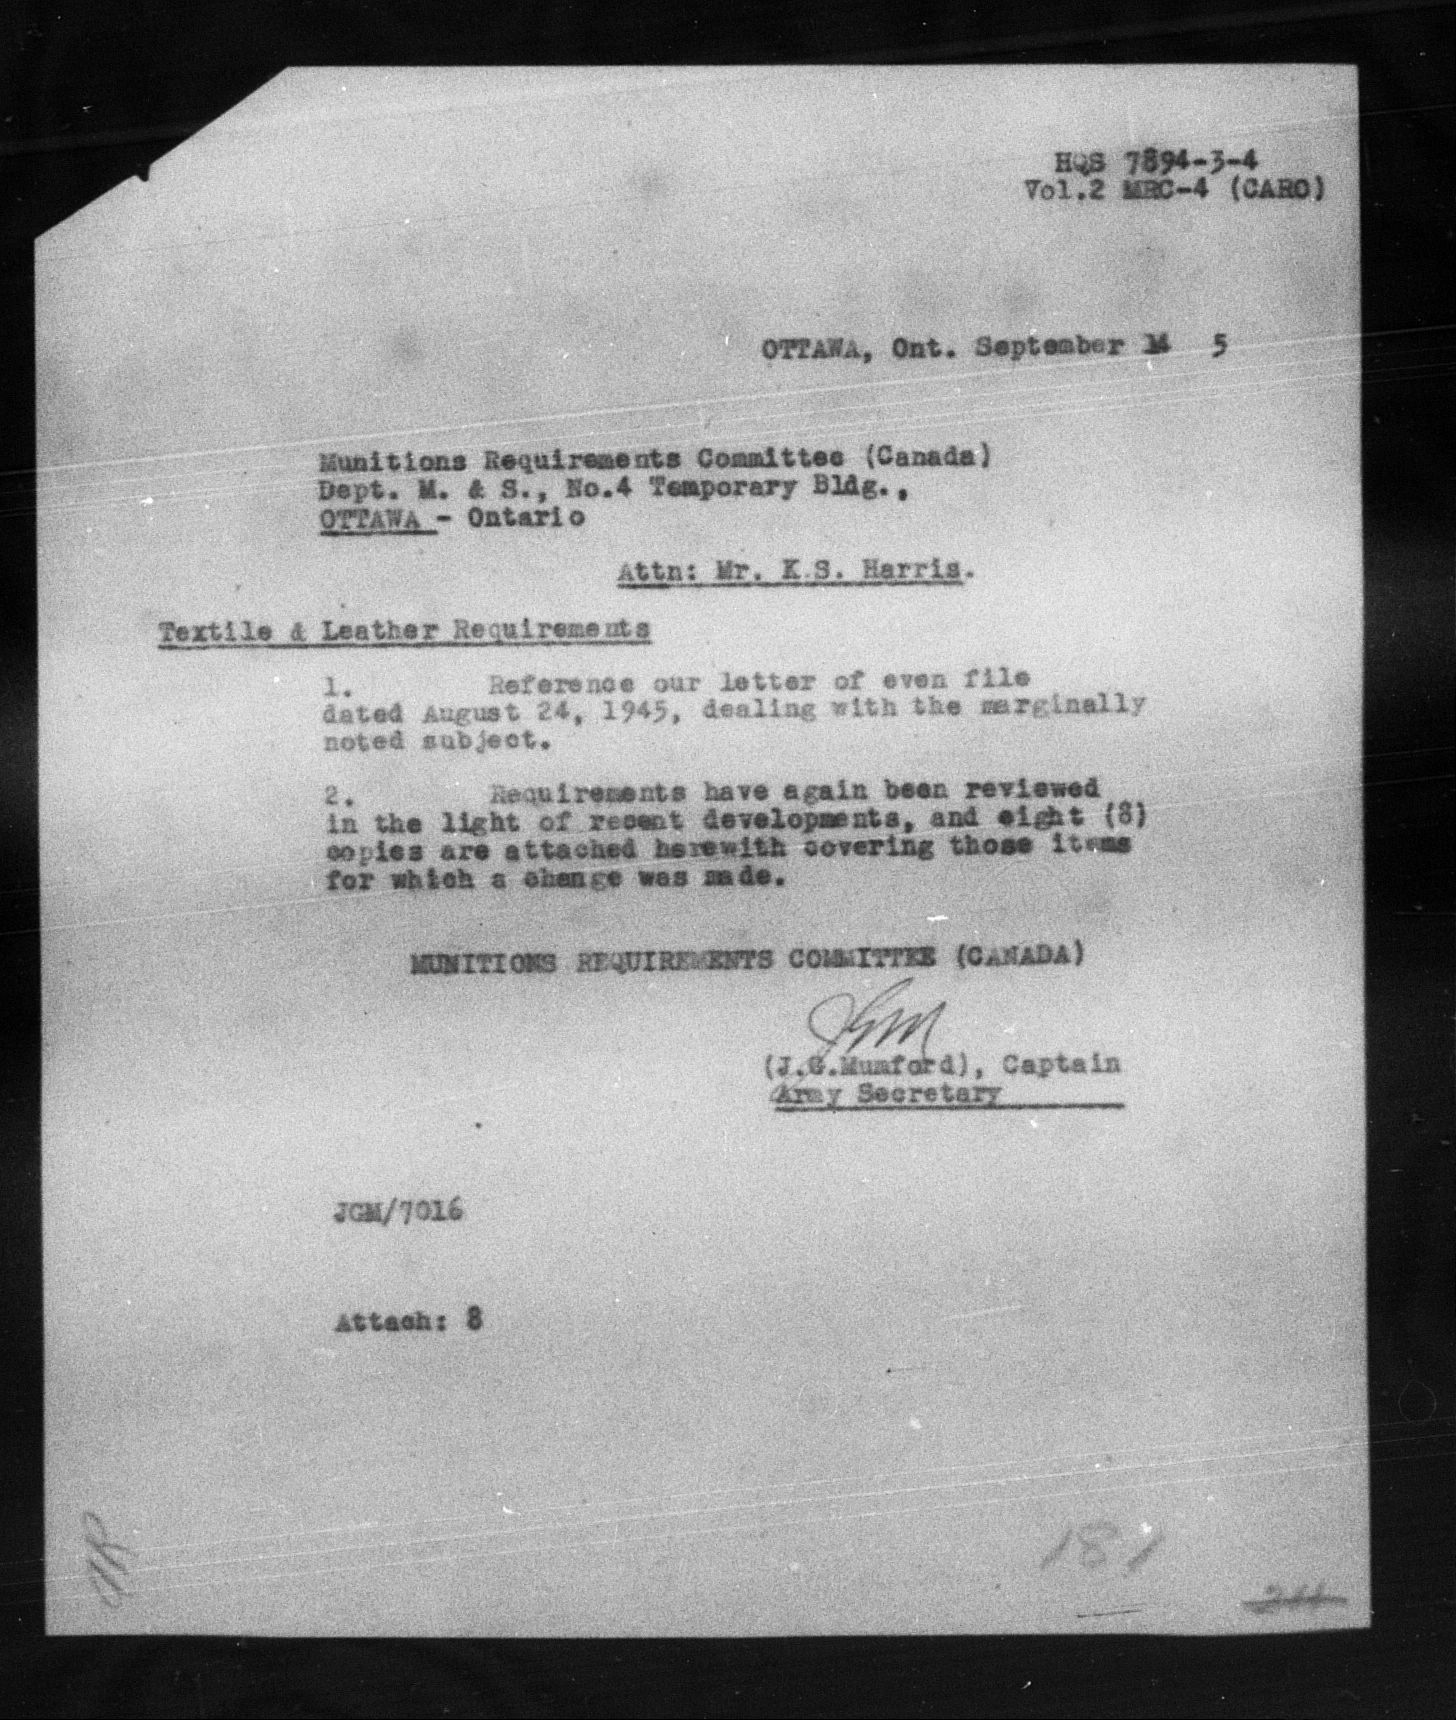 HQS 7894-3-4
Vol.2 MRC-4 (CARO)
OTTAWA, Ont. September 14 5
Munitions Requirements Committee (Canada)
Dept. M. & S., No.4 Temporary Bldg.,
OTTAWA - Ontario
Attn: Mr. K.S. Harris.
Textile & Leather Requirements
1. Reference our letter of even file
dated August 24, 1945, dealing with the marginally
noted subject.
2. Requirements have again been reviewed
in the light of recent developments, and eight (8)
copies are attached herewith covering those items
for which a change was made.
MUNITIONS REQUIREMENTS COMMITTEE (CANADA)
JGM
(J.G.Mumford), Captain
Army Secretary
JGM/7016
Attach: 8
181